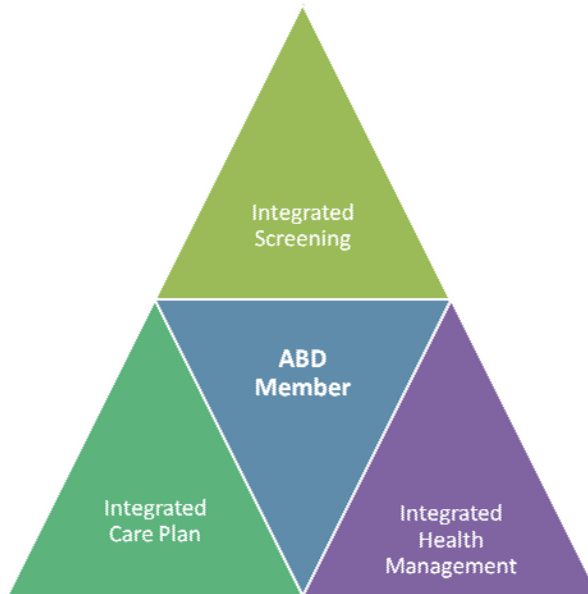 Integrated
Screening
ABD
Member
Integrated
Care Plan
Integrated
Health
Management